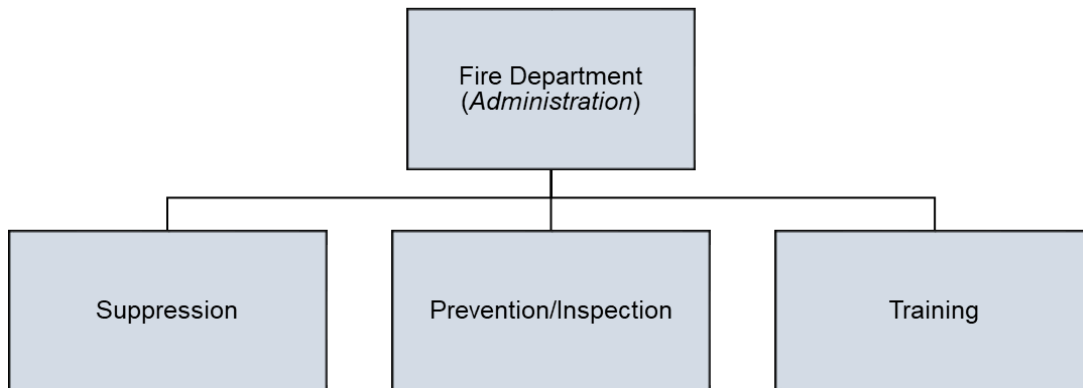 Fire Department
(Administration)
Suppression
Prevention/Inspection
Training